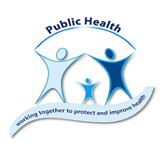 Public Health
working together to protect and improve health